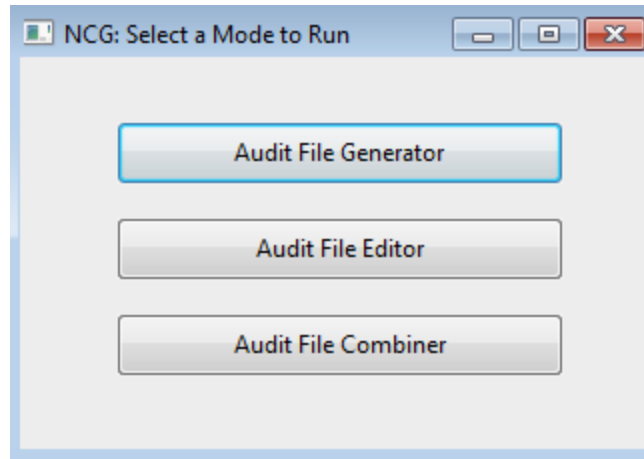 NCG: Select a Mode to Run
Audit File Generator
Audit File Editor
Audit File Combiner